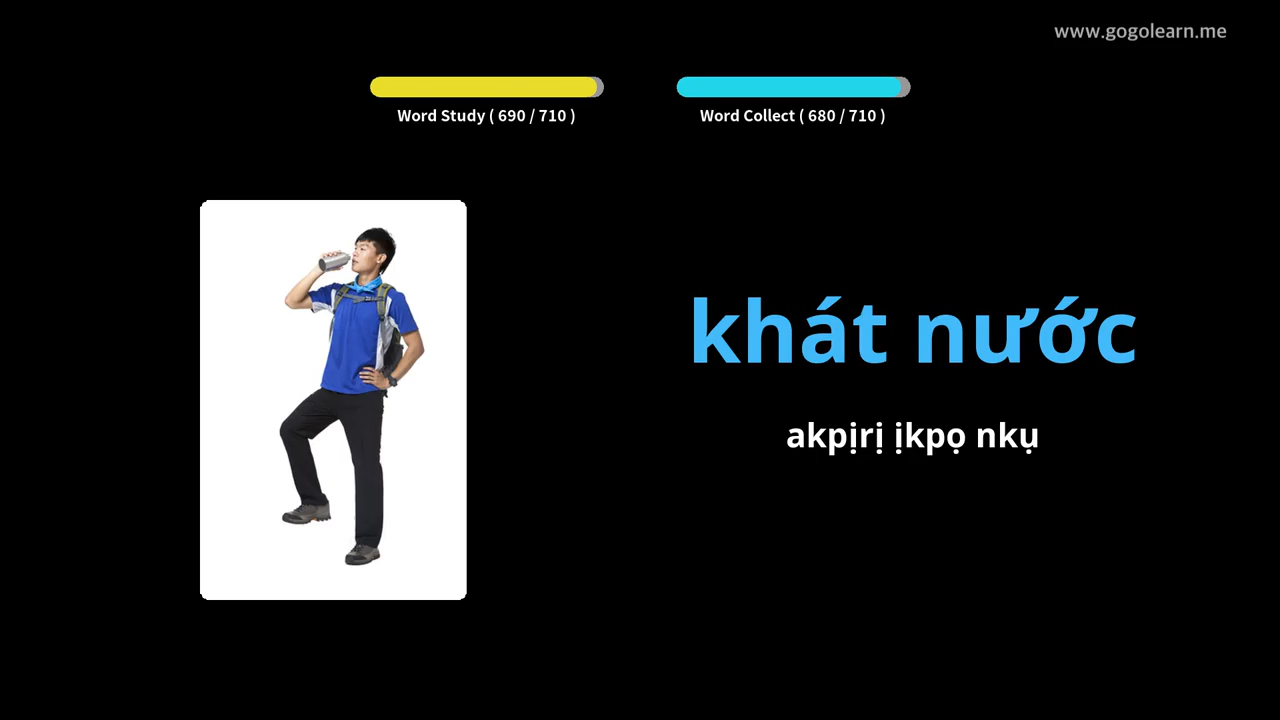 www.gogolearn.me
Word Study ( 690 / 710 )
Word Collect ( 680 / 710 )
khát nước
akpịrị ịkpọ nkụ